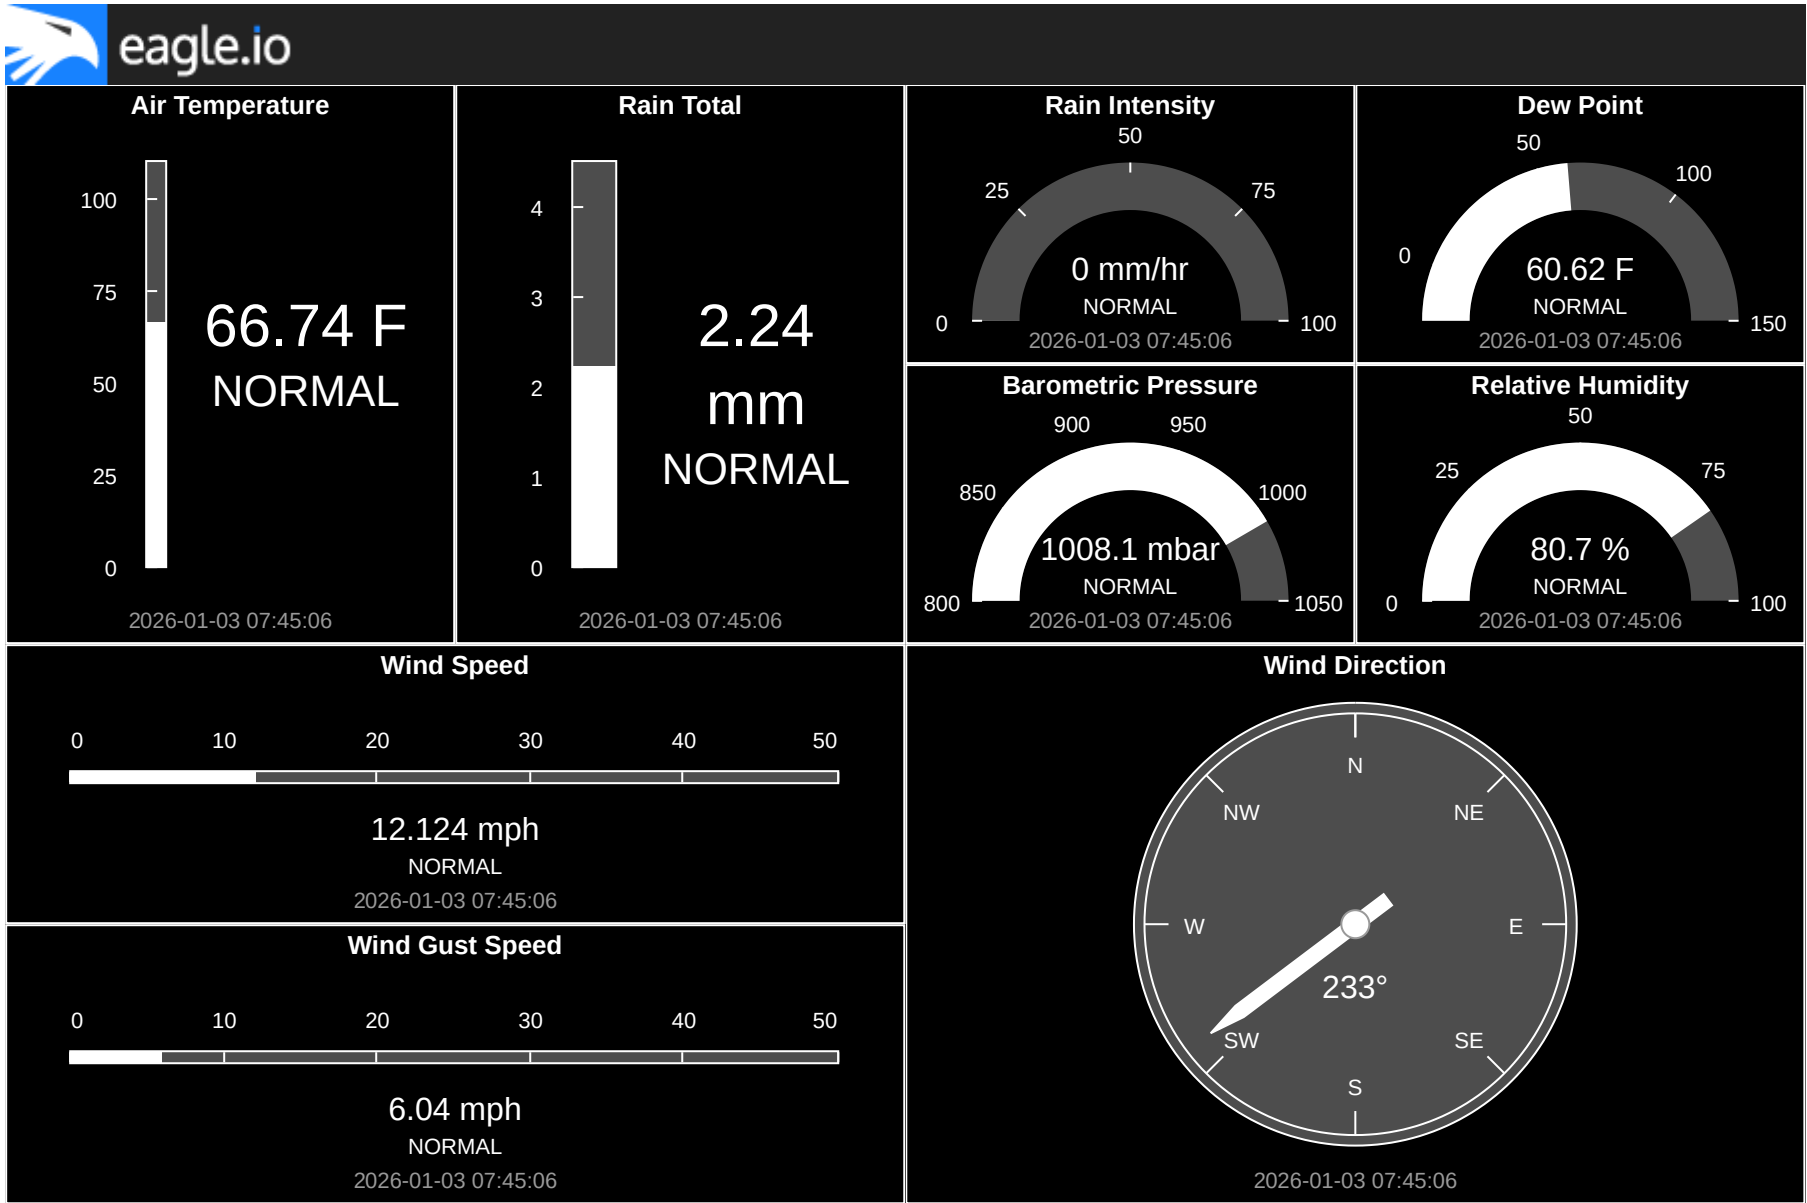 eagle.io
Air Temperature
100
75
50
25
0
66.74 F
NORMAL
2026-01-03 07:45:06
Rain Total
4
3
2
1
0
2.24
mm
NORMAL
2026-01-03 07:45:06
Rain Intensity
50
25
75
0
100
0 mm/hr
NORMAL
2026-01-03 07:45:06
Dew Point
50
100
0
150
60.62 F
NORMAL
2026-01-03 07:45:06
Barometric Pressure
900
950
850
1000
800
1050
1008.1 mbar
NORMAL
2026-01-03 07:45:06
Relative Humidity
50
25
75
0
100
80.7 %
NORMAL
2026-01-03 07:45:06
Wind Speed
0 10 20 30 40 50
12.124 mph
NORMAL
2026-01-03 07:45:06
Wind Gust Speed
0 10 20 30 40 50
6.04 mph
NORMAL
2026-01-03 07:45:06
Wind Direction
N
NW
NE
W
E
233°
SW
SE
S
2026-01-03 07:45:06